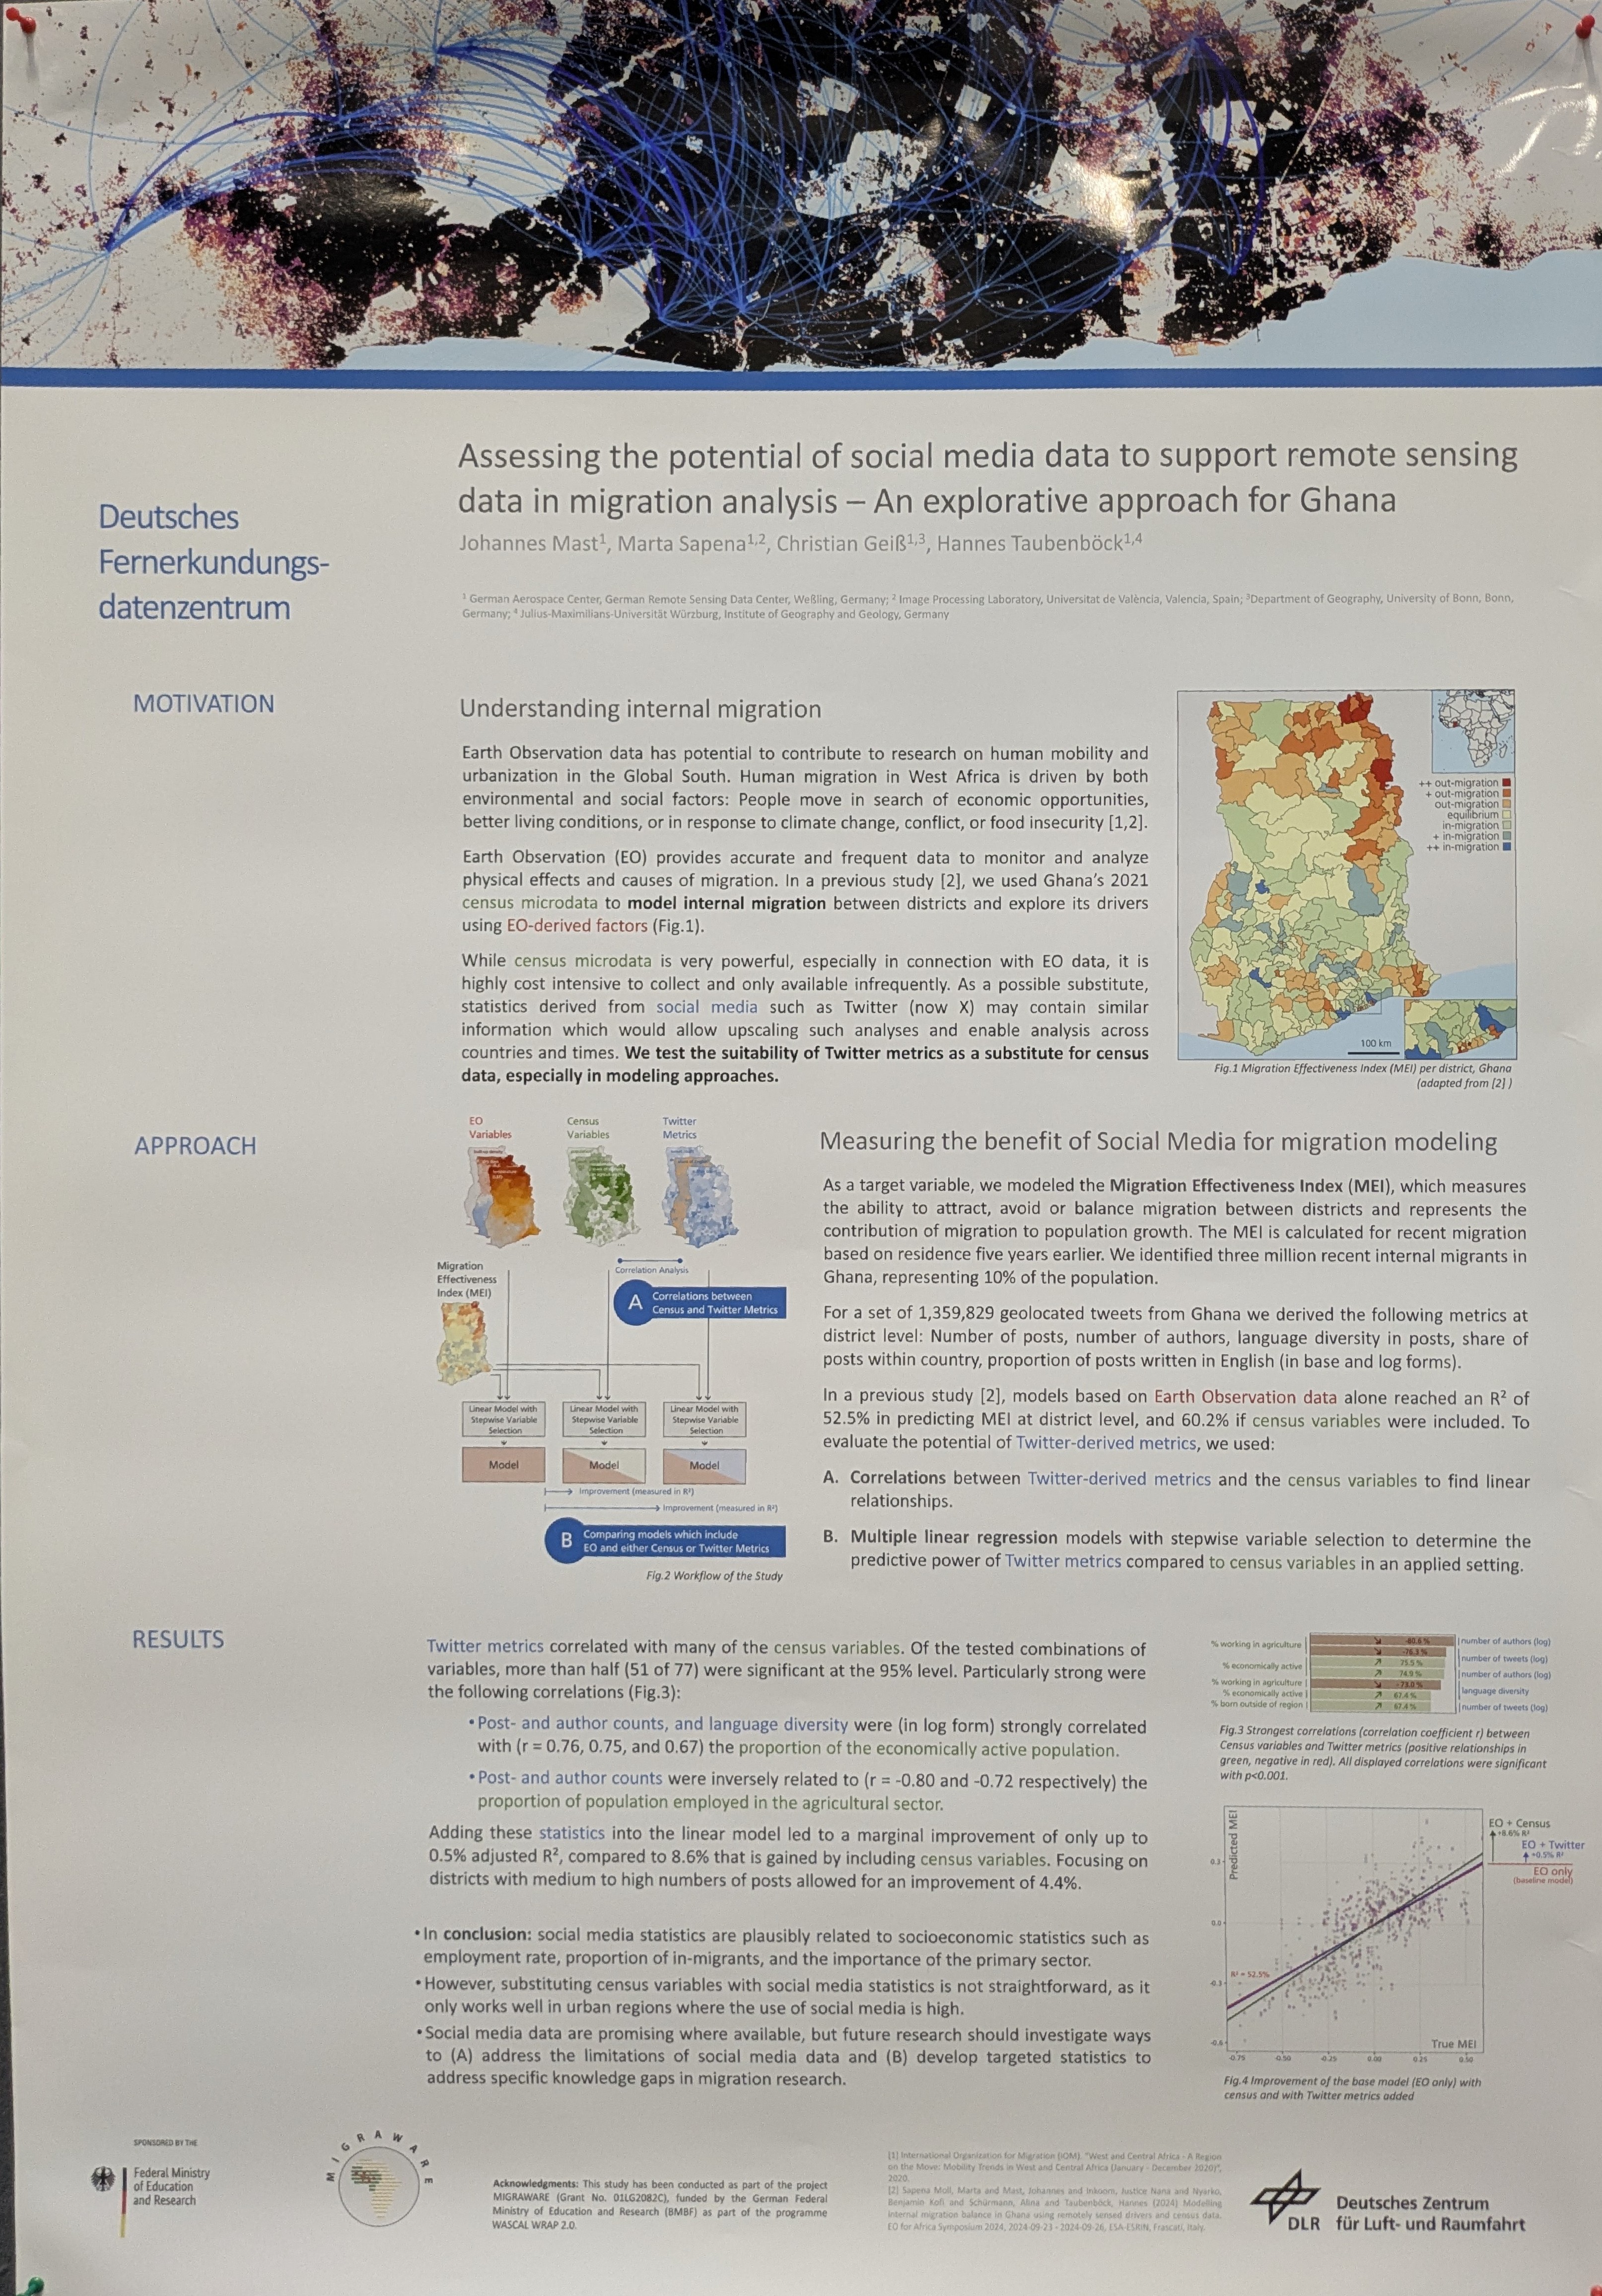 Assessing the potential of social media data to support remote sensing
data in migration analysis – An explorative approach for Ghana
Johannes Mast¹, Marta Sapena¹,², Christian Geiß¹,³, Hannes Taubenböck¹,⁴
Deutsches
Fernerkundungs-
datenzentrum
¹ German Aerospace Center, German Remote Sensing Data Center, Weßling, Germany; ² Image Processing Laboratory, Universitat de València, Valencia, Spain; ³Department of Geography, University of Bonn, Bonn,
Germany; ⁴ Julius-Maximilians-Universität Würzburg, Institute of Geography and Geology, Germany
MOTIVATION
Understanding internal migration
Earth Observation data has potential to contribute to research on human mobility and
urbanization in the Global South. Human migration in West Africa is driven by both
environmental and social factors: People move in search of economic opportunities,
better living conditions, or in response to climate change, conflict, or food insecurity [1,2].
Earth Observation (EO) provides accurate and frequent data to monitor and analyze
physical effects and causes of migration. In a previous study [2], we used Ghana's 2021
census microdata to model internal migration between districts and explore its drivers
using EO-derived factors (Fig.1).
While census microdata is very powerful, especially in connection with EO data, it is
highly cost intensive to collect and only available infrequently. As a possible substitute,
statistics derived from social media such as Twitter (now X) may contain similar
information which would allow upscaling such analyses and enable analysis across
countries and times. We test the suitability of Twitter metrics as a substitute for census
data, especially in modeling approaches.
++ out-migration
+ out-migration
out-migration
equilibrium
in-migration
+ in-migration
++ in-migration
100 km
Fig.1 Migration Effectiveness Index (MEI) per district, Ghana
(adapted from [2] )
APPROACH
EO
Variables
Census
Variables
Twitter
Metrics
Correlation Analysis
Migration
Effectiveness
Index (MEI)
A
Correlations between
Census and Twitter Metrics
Linear Model with
Stepwise Variable
Selection
Linear Model with
Stepwise Variable
Selection
Linear Model with
Stepwise Variable
Selection
Model
Model
Model
Improvement (measured in R²)
Improvement (measured in R²)
B
Comparing models which include
EO and either Census or Twitter Metrics
Fig.2 Workflow of the Study
Measuring the benefit of Social Media for migration modeling
As a target variable, we modeled the Migration Effectiveness Index (MEI), which measures
the ability to attract, avoid or balance migration between districts and represents the
contribution of migration to population growth. The MEI is calculated for recent migration
based on residence five years earlier. We identified three million recent internal migrants in
Ghana, representing 10% of the population.
For a set of 1,359,829 geolocated tweets from Ghana we derived the following metrics at
district level: Number of posts, number of authors, language diversity in posts, share of
posts within country, proportion of posts written in English (in base and log forms).
In a previous study [2], models based on Earth Observation data alone reached an R² of
52.5% in predicting MEI at district level, and 60.2% if census variables were included. To
evaluate the potential of Twitter-derived metrics, we used:
A. Correlations between Twitter-derived metrics and the census variables to find linear
relationships.
B. Multiple linear regression models with stepwise variable selection to determine the
predictive power of Twitter metrics compared to census variables in an applied setting.
RESULTS
Twitter metrics correlated with many of the census variables. Of the tested combinations of
variables, more than half (51 of 77) were significant at the 95% level. Particularly strong were
the following correlations (Fig.3):
• Post- and author counts, and language diversity were (in log form) strongly correlated
with (r = 0.76, 0.75, and 0.67) the proportion of the economically active population.
• Post- and author counts were inversely related to (r = -0.80 and -0.72 respectively) the
proportion of population employed in the agricultural sector.
Adding these statistics into the linear model led to a marginal improvement of only up to
0.5% adjusted R², compared to 8.6% that is gained by including census variables. Focusing on
districts with medium to high numbers of posts allowed for an improvement of 4.4%.
• In conclusion: social media statistics are plausibly related to socioeconomic statistics such as
employment rate, proportion of in-migrants, and the importance of the primary sector.
• However, substituting census variables with social media statistics is not straightforward, as it
only works well in urban regions where the use of social media is high.
• Social media data are promising where available, but future research should investigate ways
to (A) address the limitations of social media data and (B) develop targeted statistics to
address specific knowledge gaps in migration research.
% working in agriculture
-80.6 %
number of authors (log)
-76.3 %
number of tweets (log)
% economically active
75.5 %
74.9 %
number of authors (log)
% working in agriculture
-73.0 %
language diversity
% economically active
67.4 %
% born outside of region
67.4 %
number of tweets (log)
Fig.3 Strongest correlations (correlation coefficient r) between
Census variables and Twitter metrics (positive relationships in
green, negative in red). All displayed correlations were significant
with p<0.001.
Predicted MEI
0.3
0.0
-0.3
-0.6
-0.75 -0.50 -0.25 0.00 0.25 0.50
R² = 52.5%
True MEI
EO + Census
+8.6% R²
EO + Twitter
+0.5% R²
EO only
(baseline model)
Fig.4 Improvement of the base model (EO only) with
census and with Twitter metrics added
SPONSORED BY THE
Federal Ministry
of Education
and Research
MIGRAWARE
Acknowledgments: This study has been conducted as part of the project
MIGRAWARE (Grant No. 01LG2082C), funded by the German Federal
Ministry of Education and Research (BMBF) as part of the programme
WASCAL WRAP 2.0.
[1] International Organization for Migration (IOM). "West and Central Africa - A Region
on the Move: Mobility Trends in West and Central Africa (January - December 2020)",
2020.
[2] Sapena Moll, Marta and Mast, Johannes and Inkoom, Justice Nana and Nyarko,
Benjamin Kofi and Schürmann, Alina and Taubenböck, Hannes (2024) Modelling
internal migration balance in Ghana using remotely sensed drivers and census data.
EO for Africa Symposium 2024, 2024-09-23 - 2024-09-26, ESA-ESRIN, Frascati, Italy.
DLR
Deutsches Zentrum
für Luft- und Raumfahrt